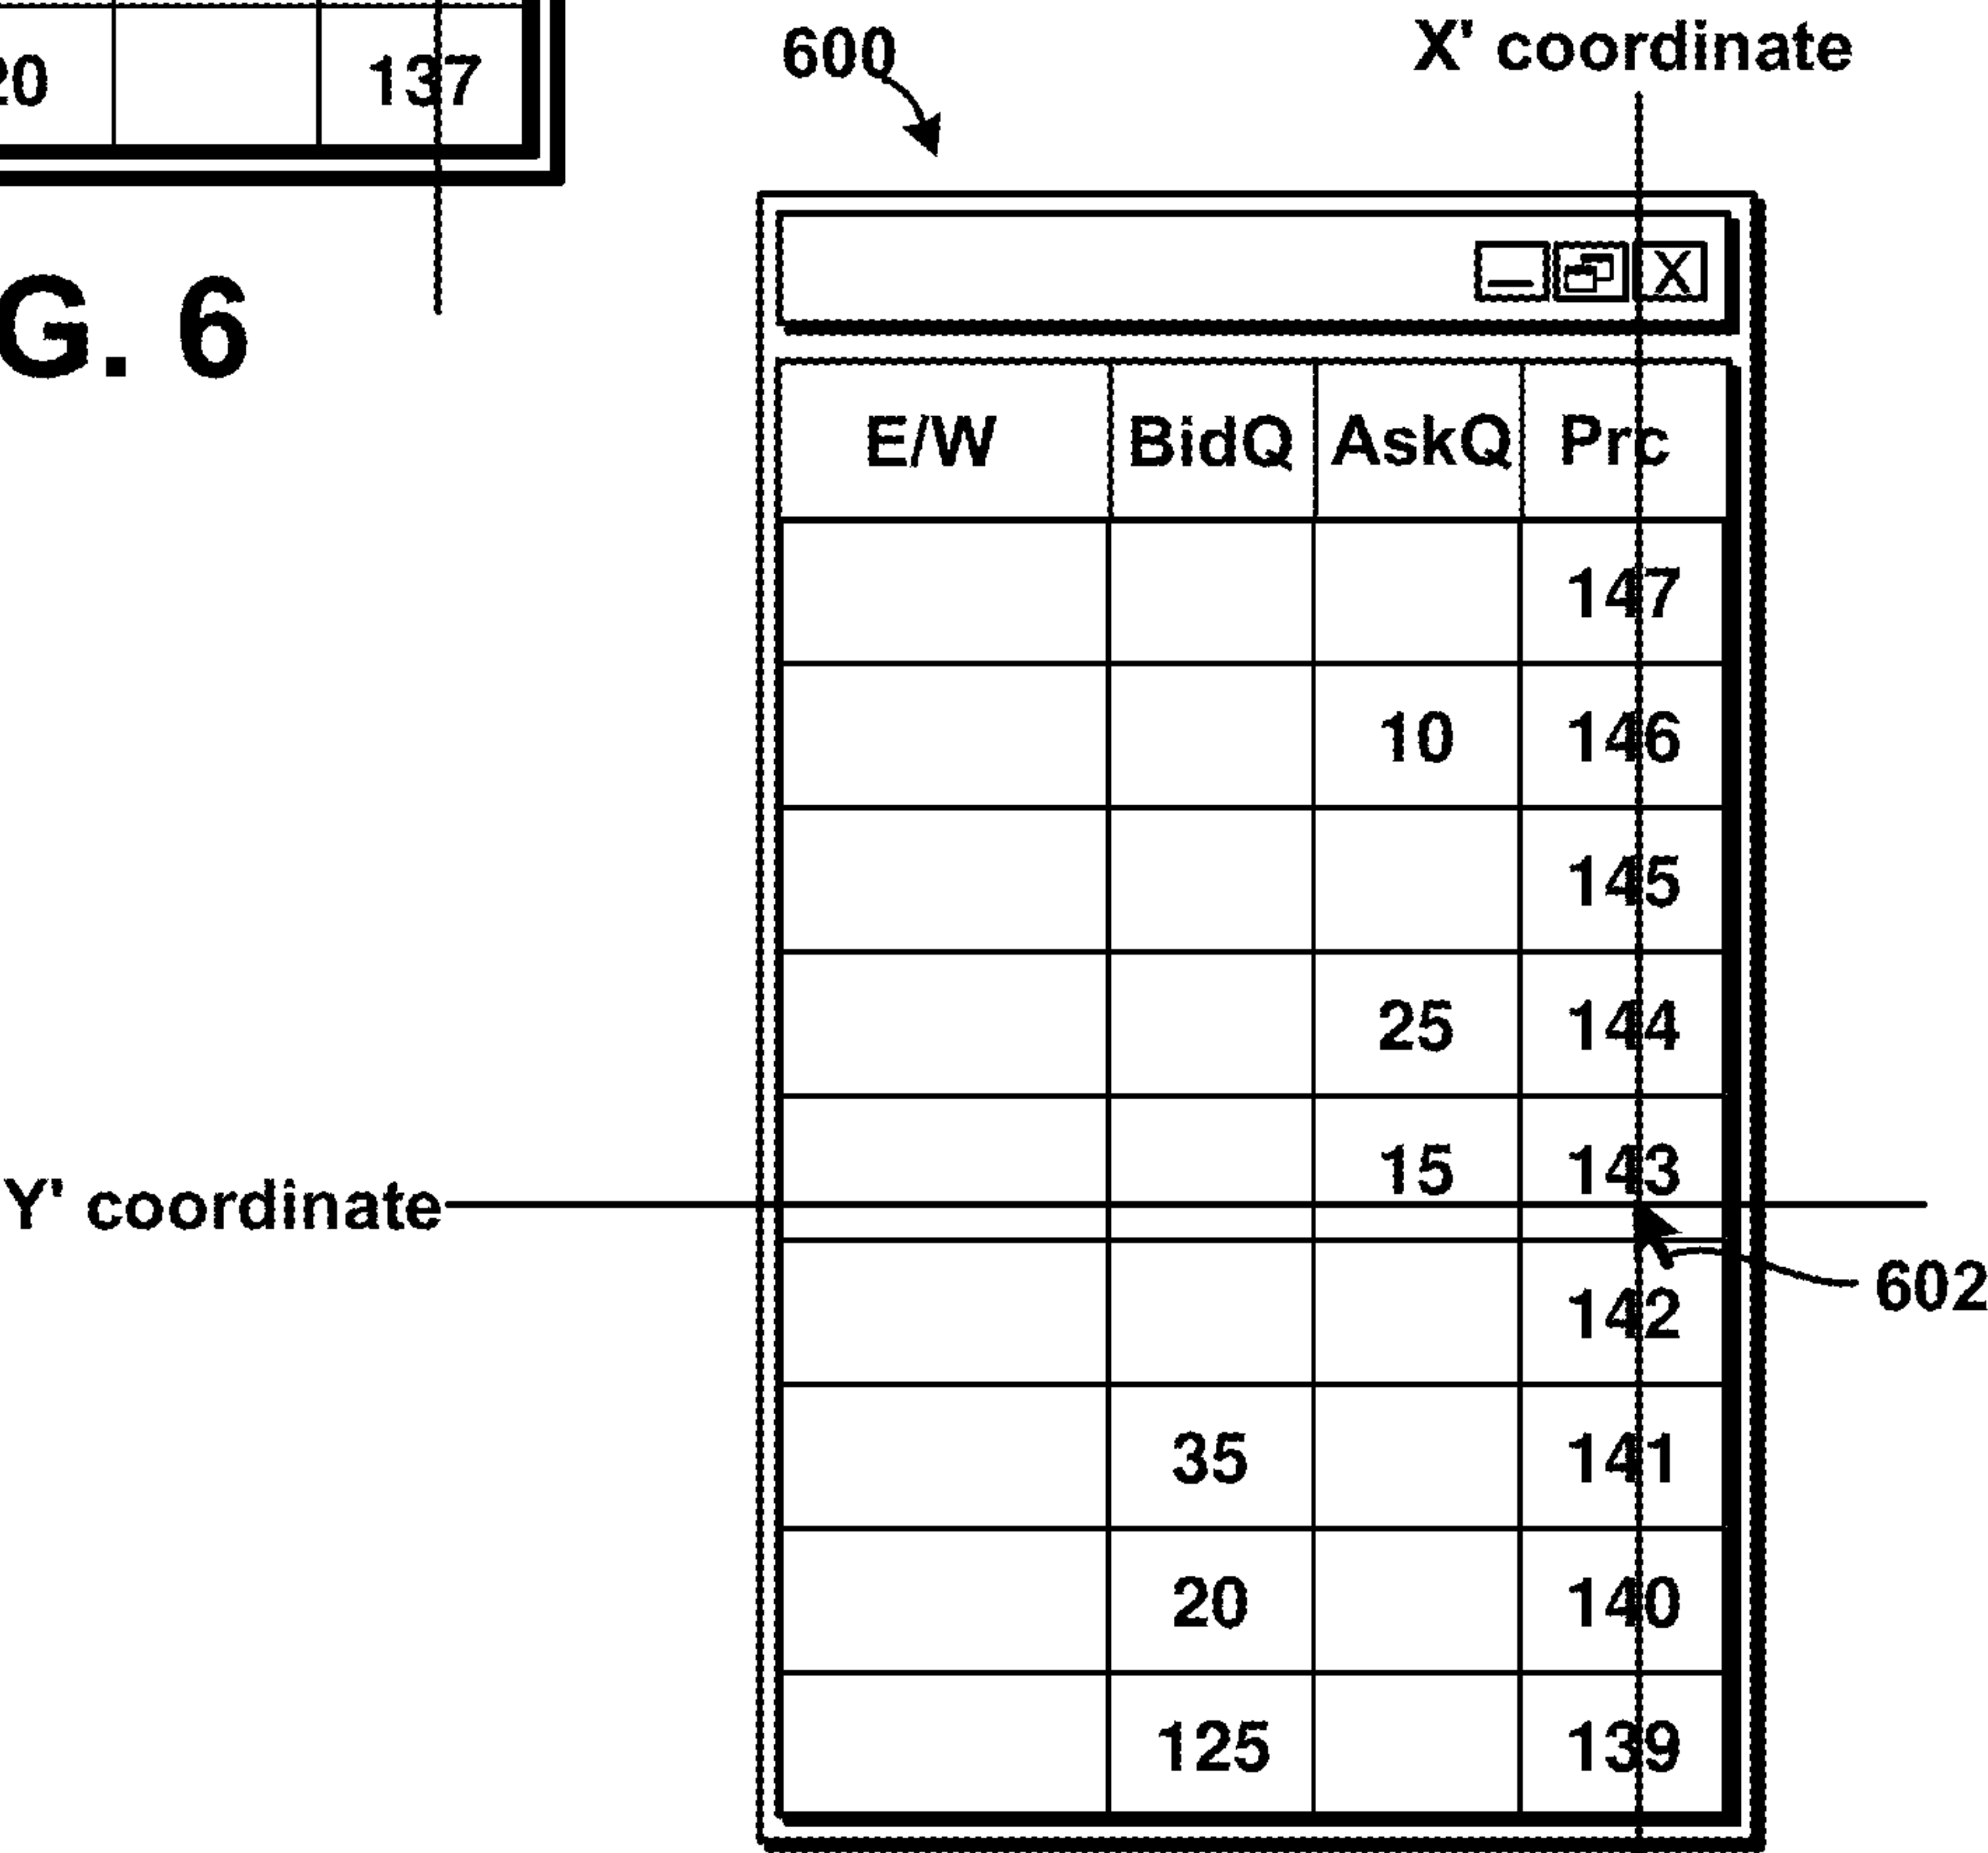 20 137
G. 6
600
X' coordinate
X
E/W BidQ AskQ Prc
147
10 146
145
25 144
15 143
Y' coordinate
602
142
35 141
20 140
125 139